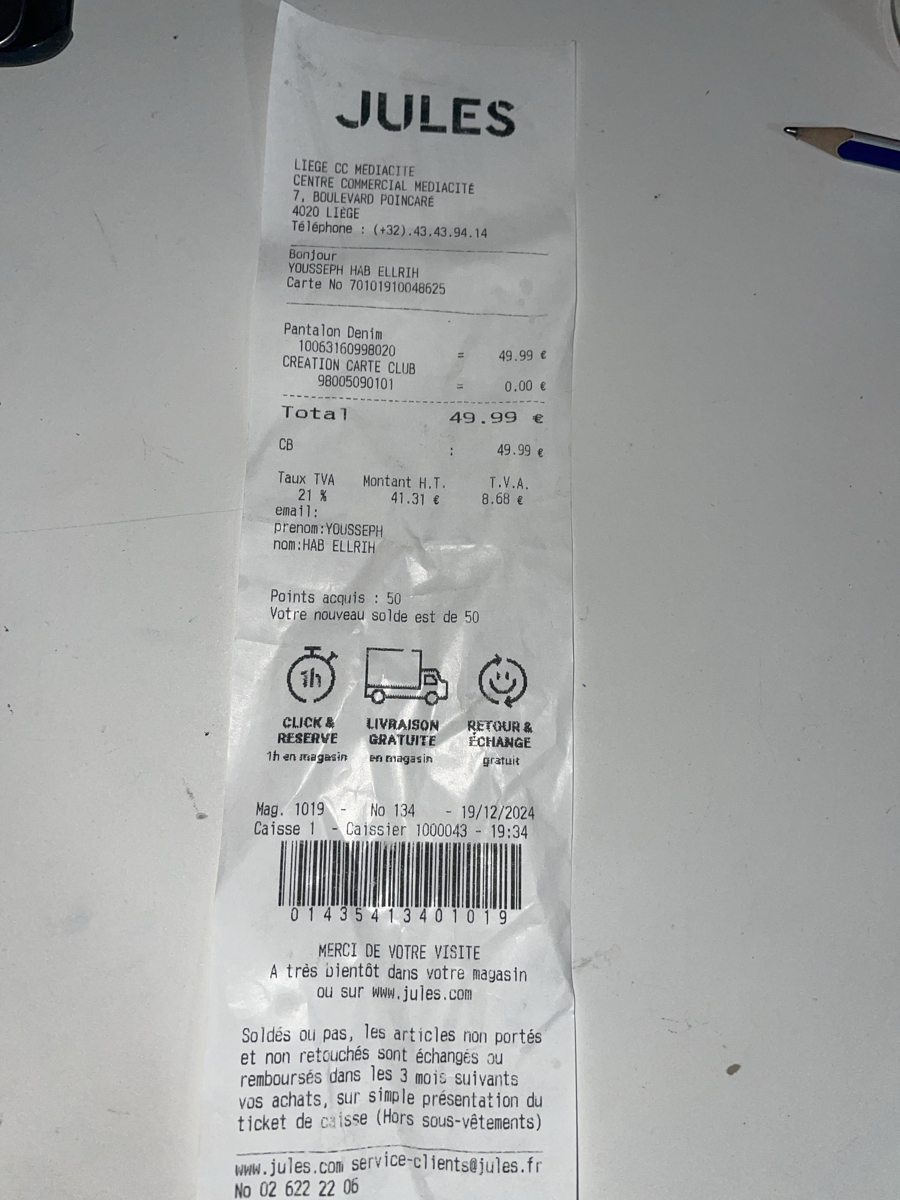 JULES
LIEGE CC MEDIACITE
CENTRE COMMERCIAL MEDIACITÉ
7, BOULEVARD POINCARÉ
4020 LIÈGE
Téléphone : (+32).43.43.94.14
Bonjour
YOUSSEPH HAB ELLRIH
Carte No 70101910048625
Pantalon Denim
10063160998020 = 49.99 €
CREATION CARTE CLUB
98005090101 = 0.00 €
Total 49.99 €
CB : 49.99 €
Taux TVA Montant H.T. T.V.A.
21 % 41.31 € 8.68 €
email:
prenom:YOUSSEPH
nom:HAB ELLRIH
Points acquis : 50
Votre nouveau solde est de 50
1h
CLICK & RESERVE
1h en magasin
LIVRAISON GRATUITE
en magasin
RETOUR & ÉCHANGE
gratuit
Mag. 1019 - No 134 - 19/12/2024
Caisse 1 - Caissier 1000043 - 19:34
01435413401019
MERCI DE VOTRE VISITE
A très bientôt dans votre magasin
ou sur www.jules.com
Soldés ou pas, les articles non portés
et non retouchés sont échangés ou
remboursés dans les 3 mois suivants
vos achats, sur simple présentation du
ticket de caisse (Hors sous-vêtements)
www.jules.com service-clients@jules.fr
No 02 622 22 06